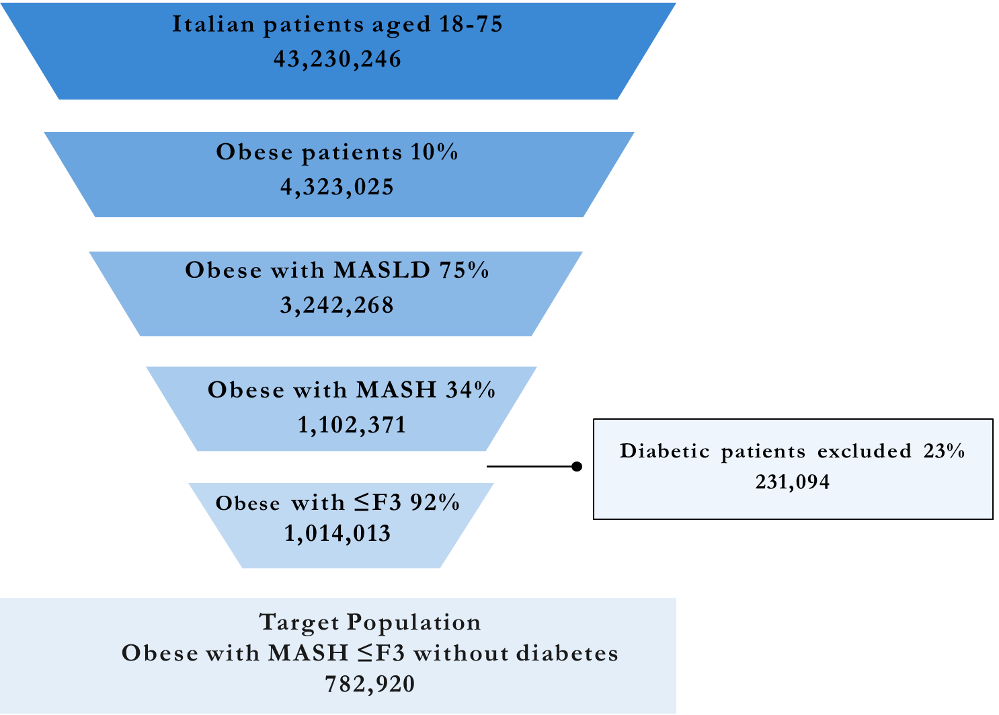 Italian patients aged 18-75
43,230,246
Obese patients 10%
4,323,025
Obese with MASLD 75%
3,242,268
Obese with MASH 34%
1,102,371
Diabetic patients excluded 23%
231,094
Obese with ≤F3 92%
1,014,013
Target Population
Obese with MASH ≤F3 without diabetes
782,920